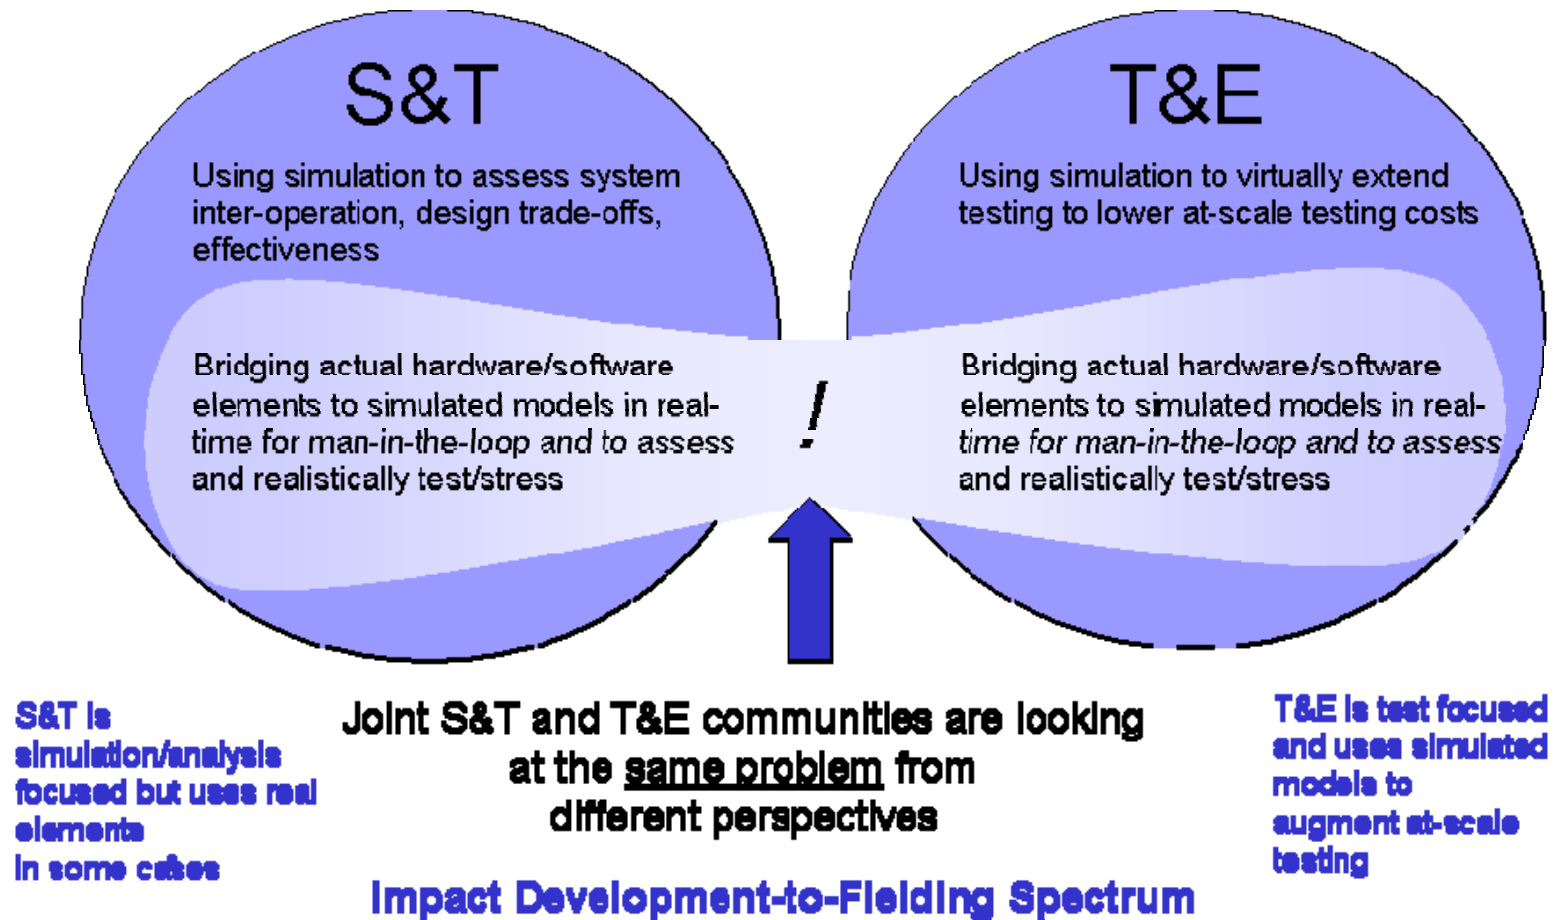 S&T
Using simulation to assess system
inter-operation, design trade-offs,
effectiveness
Bridging actual hardware/software
elements to simulated models in real-
time for man-in-the-loop and to assess
and realistically test/stress
!
T&E
Using simulation to virtually extend
testing to lower at-scale testing costs
Bridging actual hardware/software
elements to simulated models in real-
time for man-in-the-loop and to assess
and realistically test/stress
S&T is
simulation/analysis
focused but uses real
elements
in some cases
Joint S&T and T&E communities are looking
at the same problem from
different perspectives
T&E is test focused
and uses simulated
models to
augment at-scale
testing
Impact Development-to-Fielding Spectrum